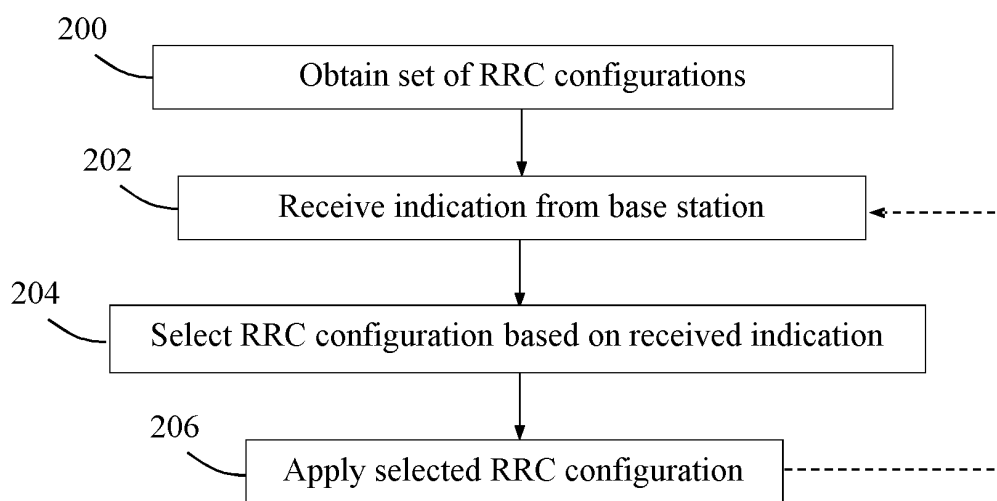 200
Obtain set of RRC configurations
202
Receive indication from base station
204
Select RRC configuration based on received indication
206
Apply selected RRC configuration